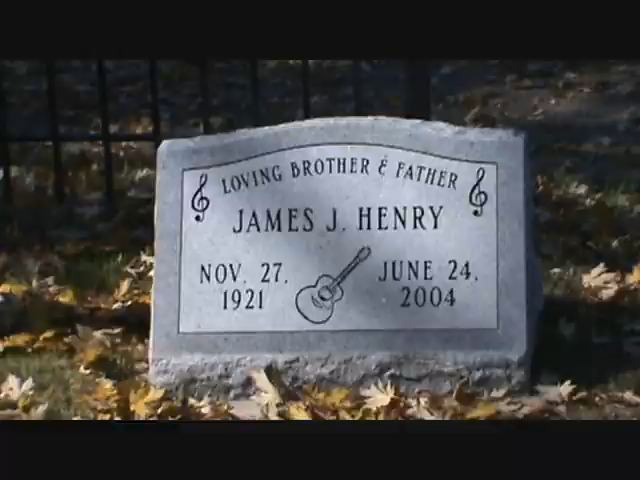 LOVING BROTHER & FATHER
JAMES J. HENRY
NOV. 27, 1921
JUNE 24, 2004